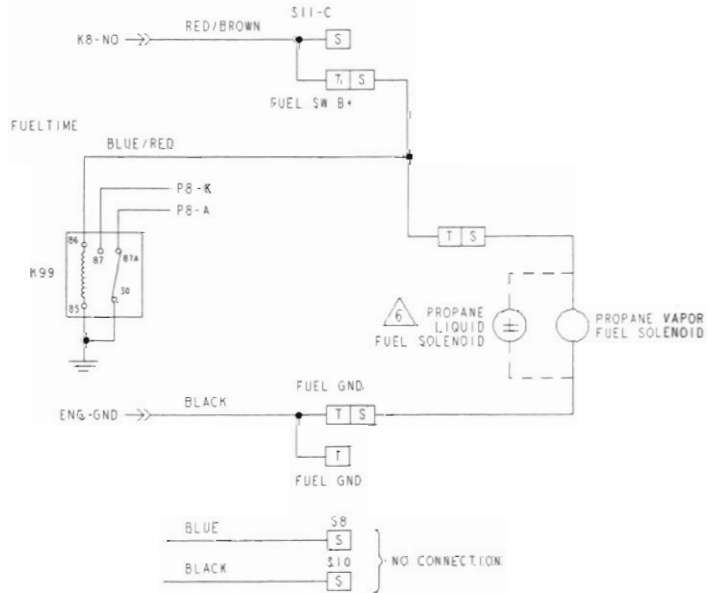 S11-C
RED/BROWN
K8-NO
S
T S
FUEL SW B+
FUELTIME
BLUE/RED
P8-K
P8-A
86
87
87A
K99
30
85
T S
6
PROPANE
LIQUID
FUEL SOLENOID
PROPANE VAPOR
FUEL SOLENOID
FUEL GND
BLACK
ENG-GND
T S
T
FUEL GND
S8
BLUE
S
S10
NO CONNECTION
BLACK
S